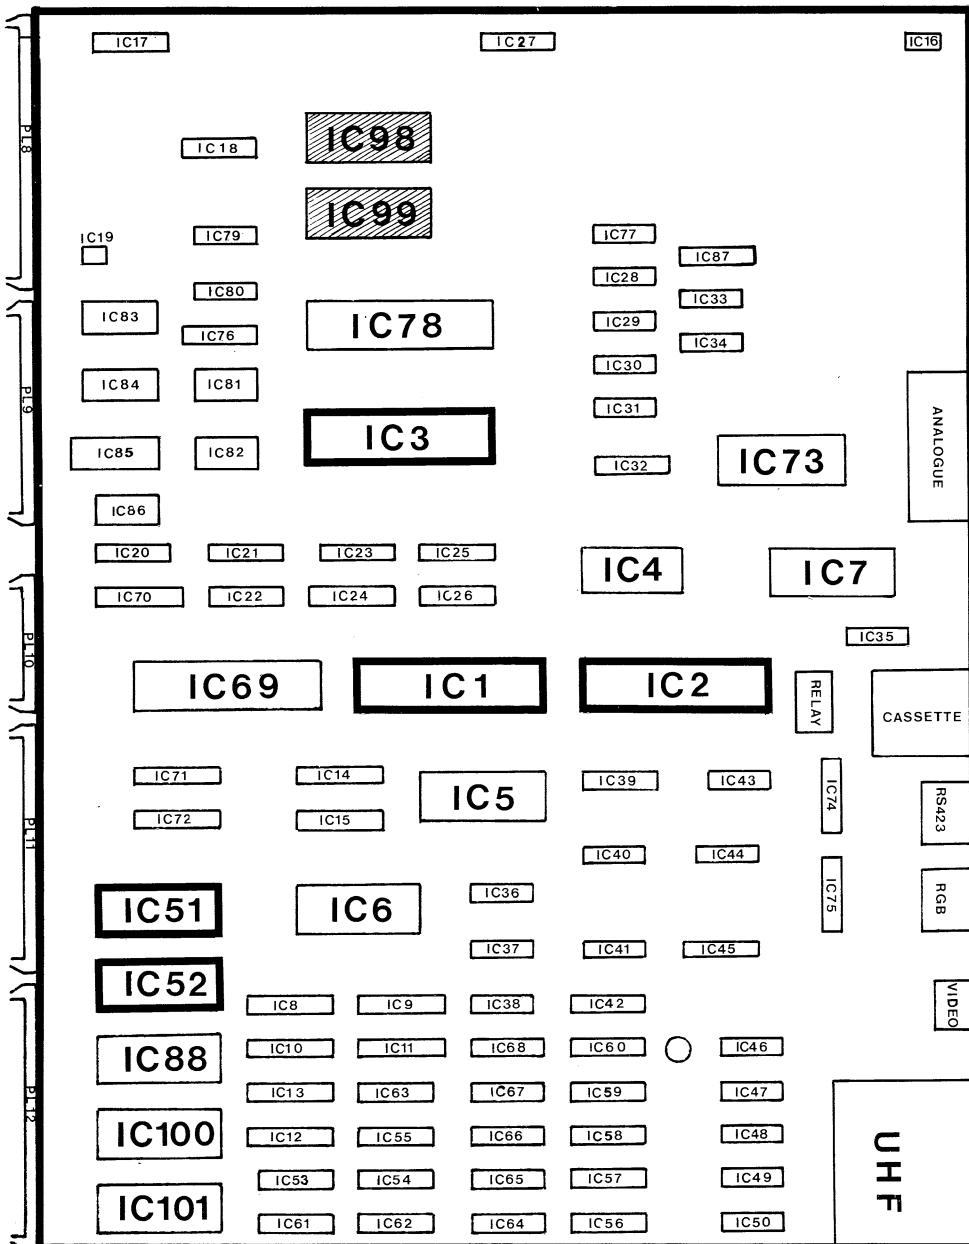 IC17 IC27 IC16
PL8
IC18 IC98
IC99
IC19 IC79 IC77
IC87
IC28
IC80 IC33
IC83 IC78 IC29
IC76 IC34
IC30
IC84 IC81
PL9
IC31
ANALOGUE
IC3
IC85 IC82 IC32 IC73
IC86
IC20 IC21 IC23 IC25
IC4 IC7
IC70 IC22 IC24 IC26
IC35
PL10
IC69 IC1 IC2 RELAY
CASSETTE
IC71 IC14 IC39 IC43
IC5 IC74
RS423
IC72 IC15
PL11
IC40 IC44
IC75
RGB
IC51 IC6 IC36
IC37 IC41 IC45
IC52
IC8 IC9 IC38 IC42 VIDEO
IC88 IC10 IC11 IC68 IC60 IC46
IC13 IC63 IC67 IC59 IC47
PL12
IC100 IC12 IC55 IC66 IC58 IC48
UHF
IC53 IC54 IC65 IC57 IC49
IC101
IC61 IC62 IC64 IC56 IC50